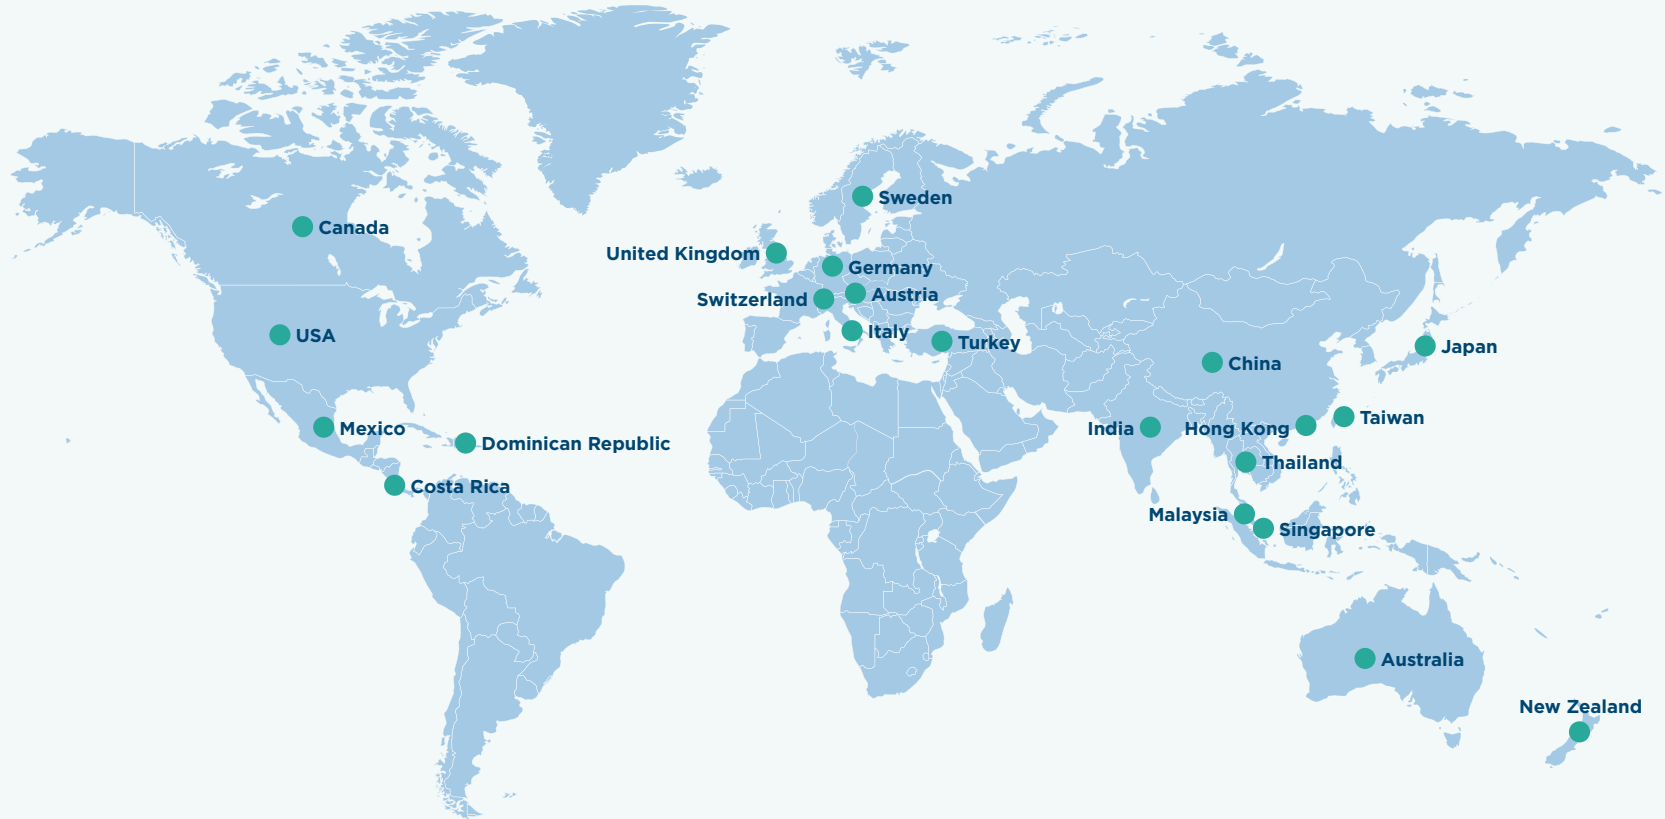 Sweden
Canada
United Kingdom
Germany
Austria
Switzerland
Italy
USA
Turkey
Japan
China
Taiwan
Mexico
India
Hong Kong
Dominican Republic
Thailand
Costa Rica
Malaysia
Singapore
Australia
New Zealand